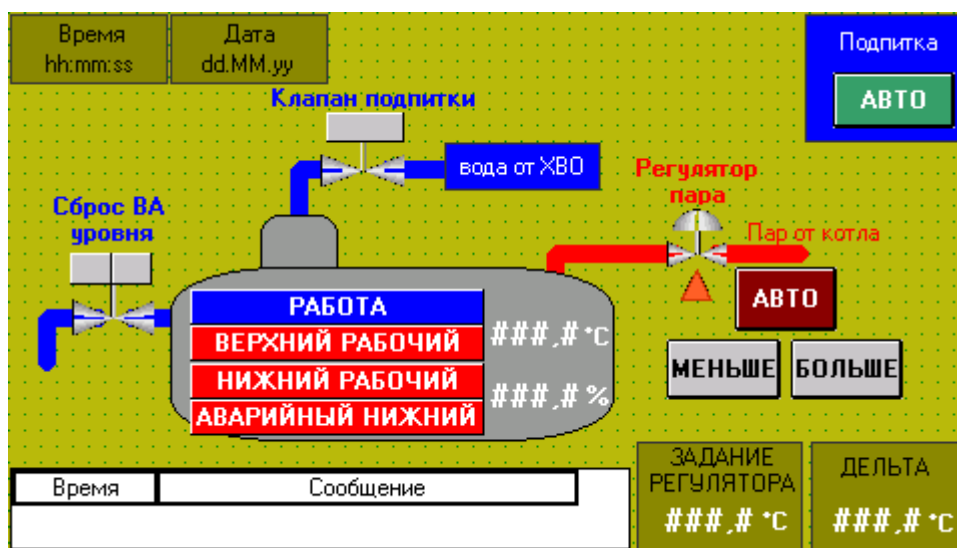 Время
hh:mm:ss
Дата
dd.MM.yy
Подпитка
АВТО
Клапан подпитки
вода от ХВО
Регулятор
пара
Сброс ВА
уровня
Пар от котла
АВТО
РАБОТА
ВЕРХНИЙ РАБОЧИЙ
###,# °C
НИЖНИЙ РАБОЧИЙ
###,# %
АВАРИЙНЫЙ НИЖНИЙ
МЕНЬШЕ
БОЛЬШЕ
Время
Сообщение
ЗАДАНИЕ
РЕГУЛЯТОРА
###,# °C
ДЕЛЬТА
###,# °C